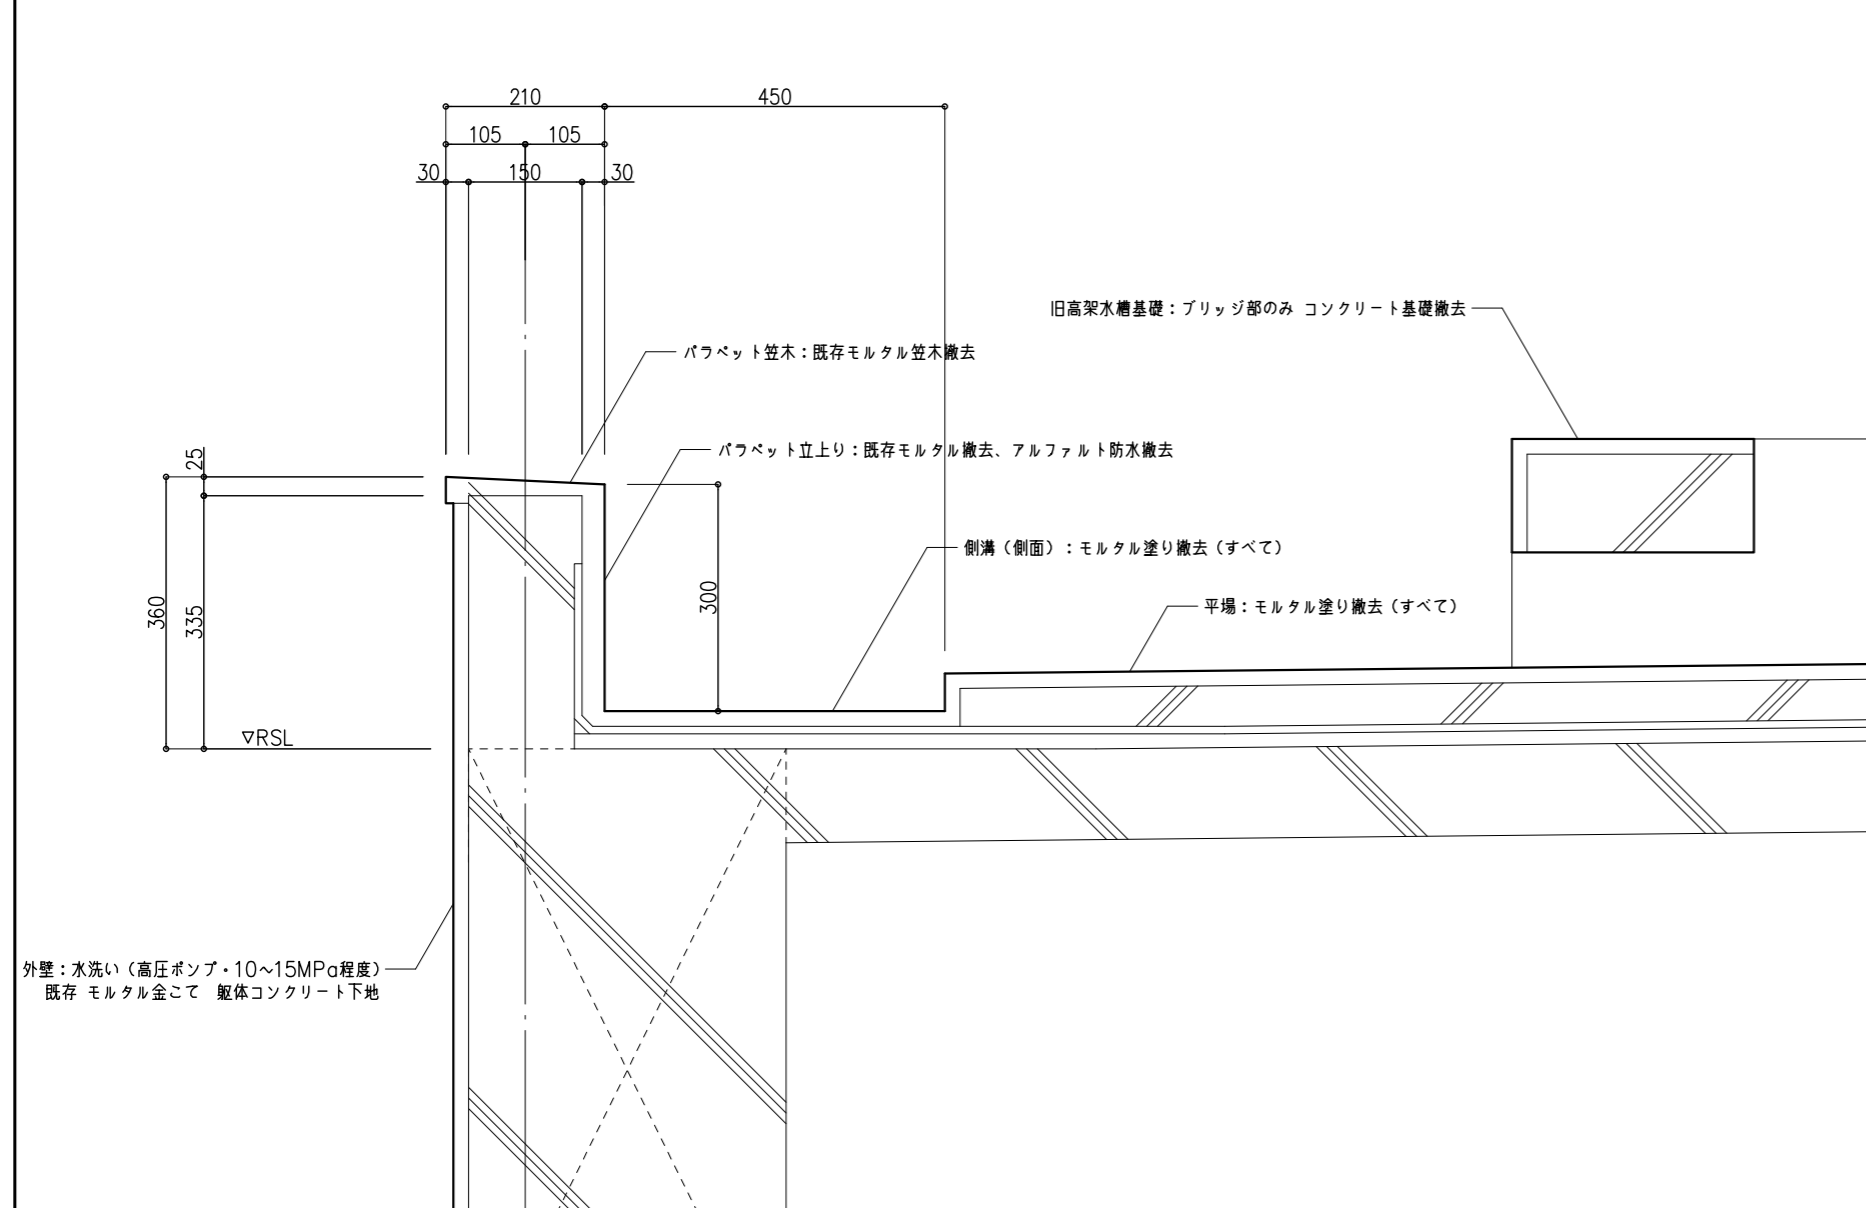 210
450
105
105
30
150
30
旧高架水槽基礎：ブリッジ部のみ コンクリート基礎撤去
パラペット笠木：既存モルタル笠木撤去
パラペット立上り：既存モルタル撤去、アルファルト防水撤去
25
側溝（側面）：モルタル塗り撤去（すべて）
360
335
300
平場：モルタル塗り撤去（すべて）
▽RSL
外壁：水洗い（高圧ポンプ・10～15MPa程度）
既存 モルタル金こて 躯体コンクリート下地